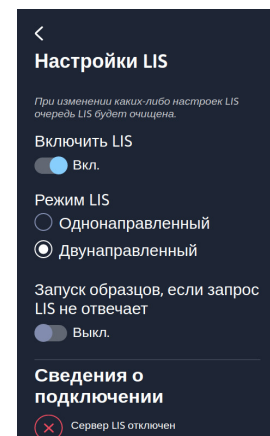 Настройки LIS
При изменении каких-либо настроек LIS
очередь LIS будет очищена.
Включить LIS
Вкл.
Режим LIS
Однонаправленный
Двунаправленный
Запуск образцов, если запрос
LIS не отвечает
Выкл.
Сведения о
подключении
Сервер LIS отключен